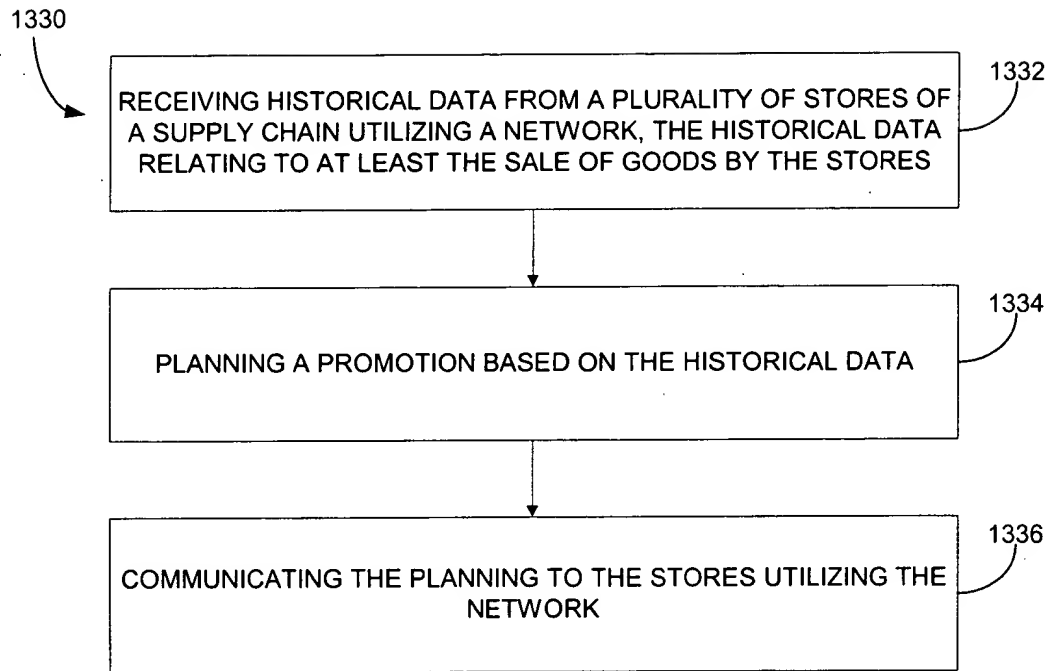 1330
1332
RECEIVING HISTORICAL DATA FROM A PLURALITY OF STORES OF
A SUPPLY CHAIN UTILIZING A NETWORK, THE HISTORICAL DATA
RELATING TO AT LEAST THE SALE OF GOODS BY THE STORES
1334
PLANNING A PROMOTION BASED ON THE HISTORICAL DATA
1336
COMMUNICATING THE PLANNING TO THE STORES UTILIZING THE
NETWORK